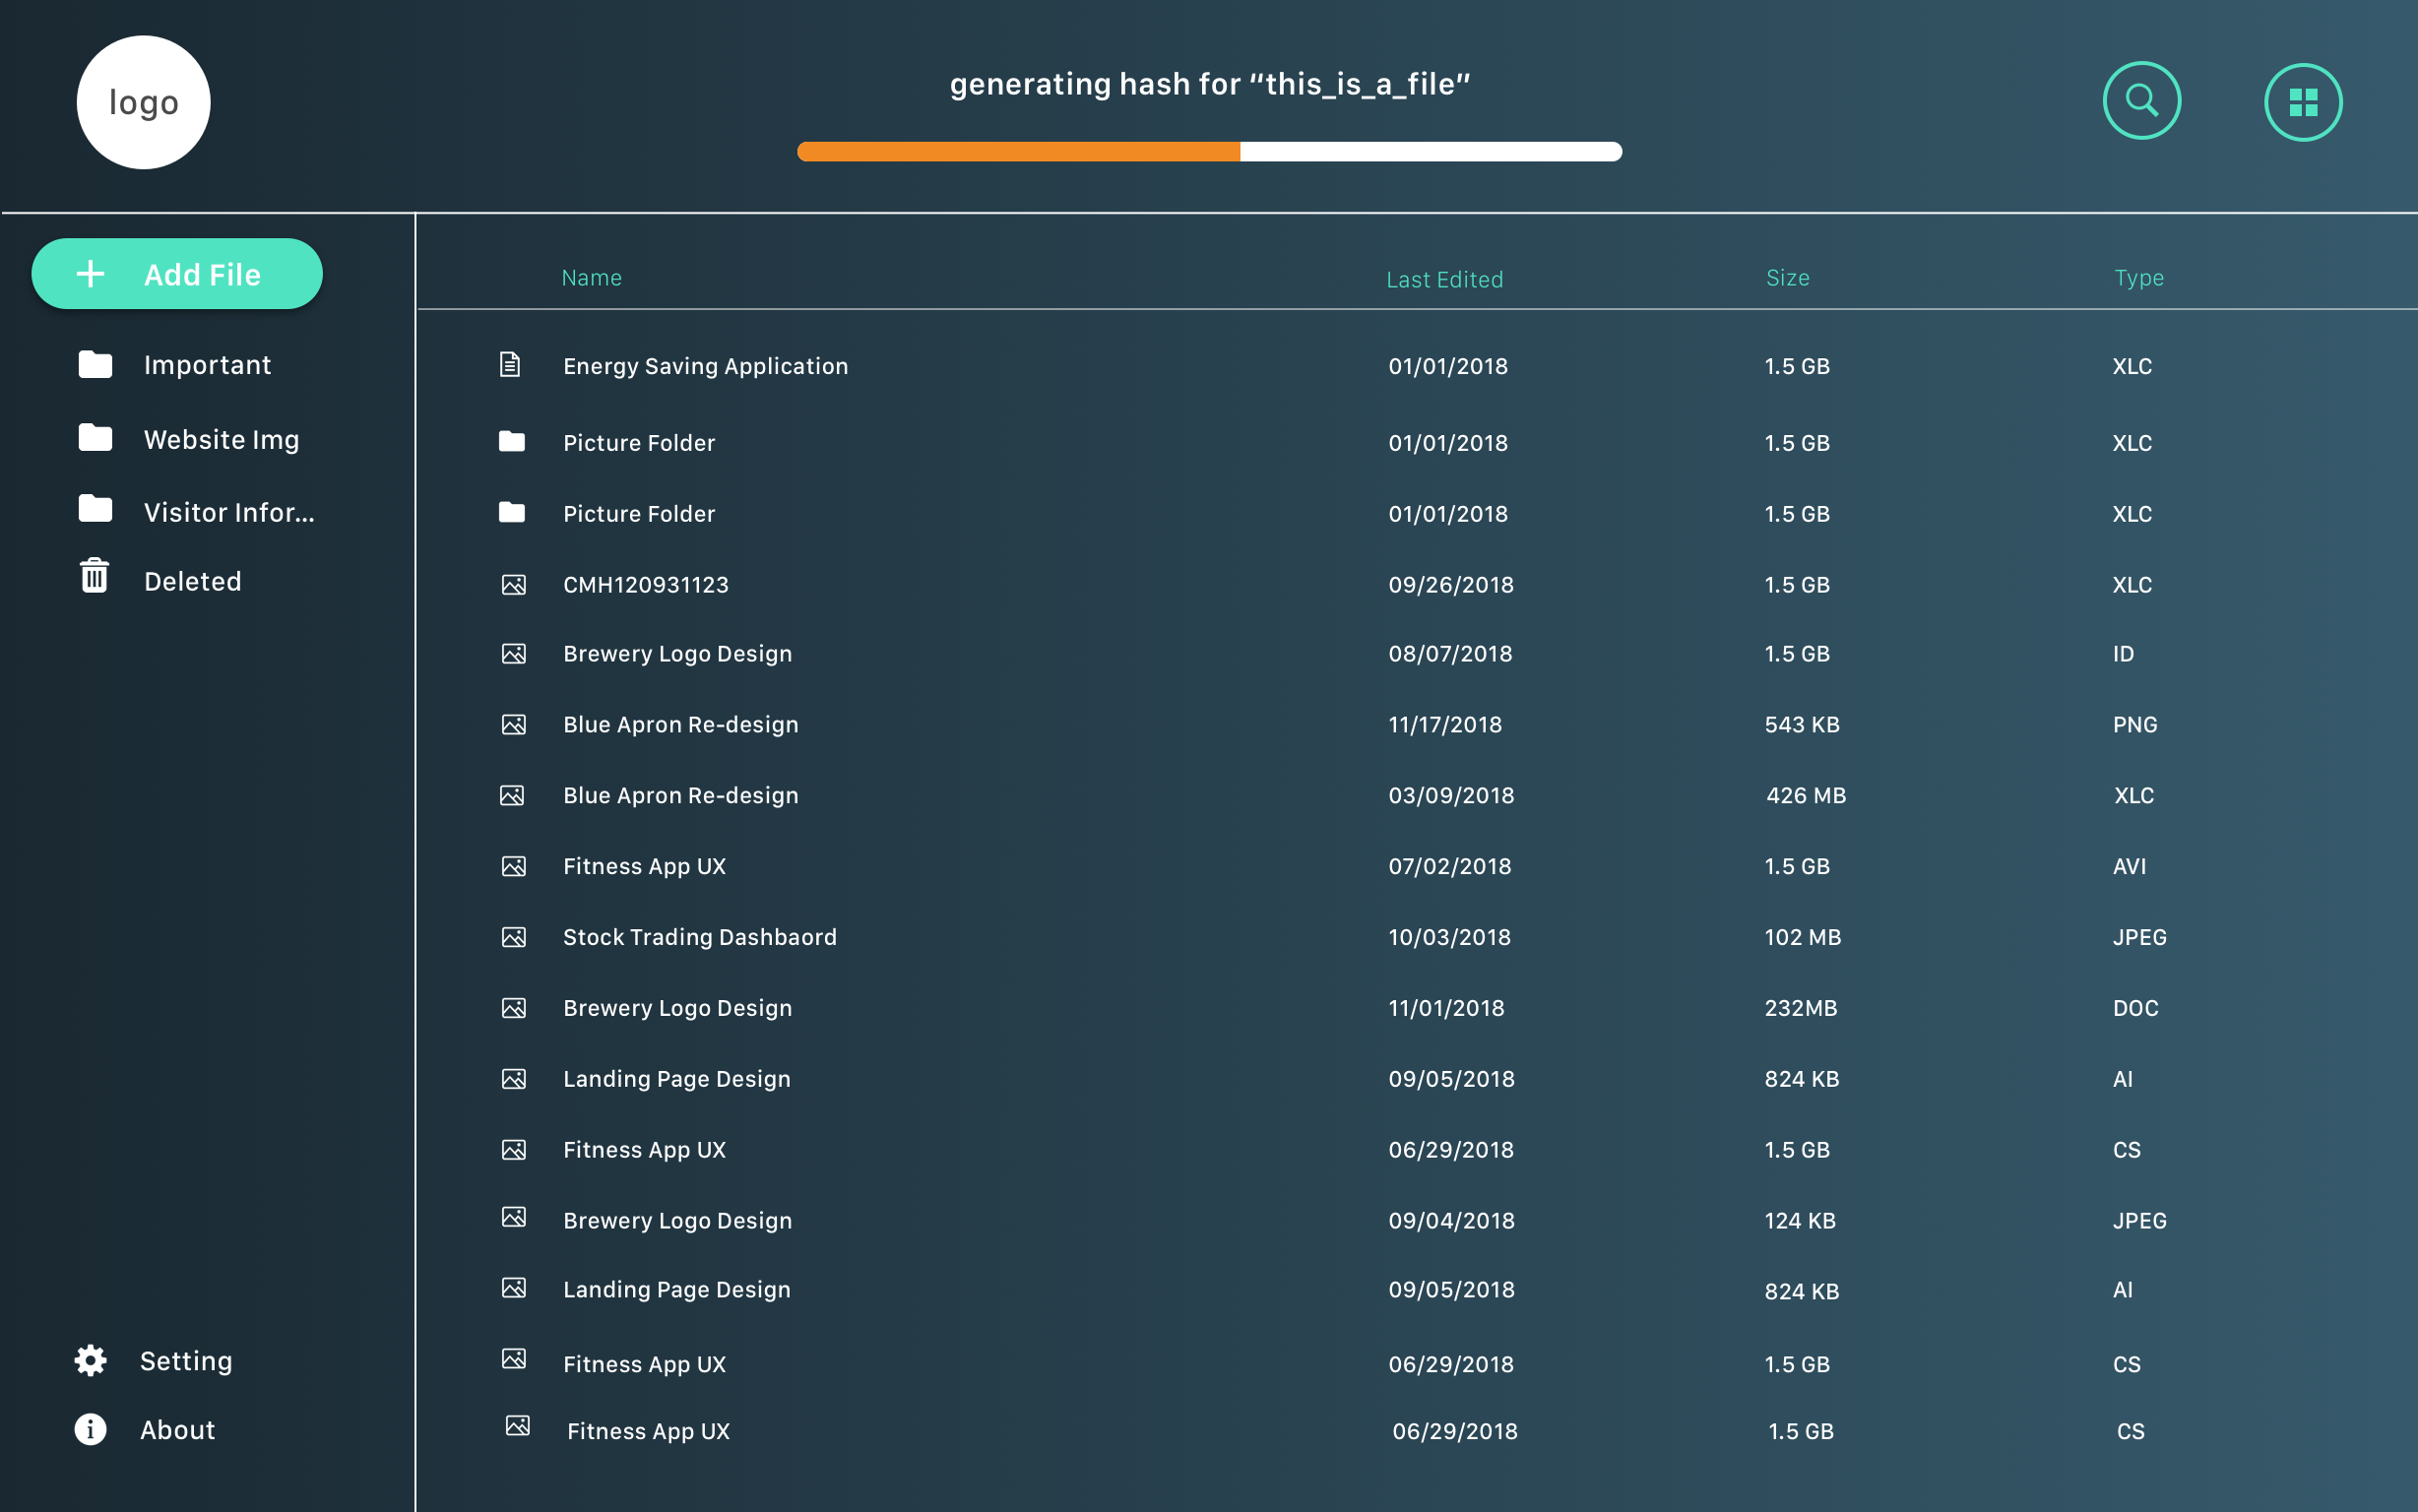 logo
generating hash for “this_is_a_file”
Add File
Important
Website Img
Visitor Infor...
Deleted
Setting
About
Name Last Edited Size Type
Energy Saving Application 01/01/2018 1.5 GB XLC
Picture Folder 01/01/2018 1.5 GB XLC
Picture Folder 01/01/2018 1.5 GB XLC
CMH120931123 09/26/2018 1.5 GB XLC
Brewery Logo Design 08/07/2018 1.5 GB ID
Blue Apron Re-design 11/17/2018 543 KB PNG
Blue Apron Re-design 03/09/2018 426 MB XLC
Fitness App UX 07/02/2018 1.5 GB AVI
Stock Trading Dashbaord 10/03/2018 102 MB JPEG
Brewery Logo Design 11/01/2018 232MB DOC
Landing Page Design 09/05/2018 824 KB AI
Fitness App UX 06/29/2018 1.5 GB CS
Brewery Logo Design 09/04/2018 124 KB JPEG
Landing Page Design 09/05/2018 824 KB AI
Fitness App UX 06/29/2018 1.5 GB CS
Fitness App UX 06/29/2018 1.5 GB CS